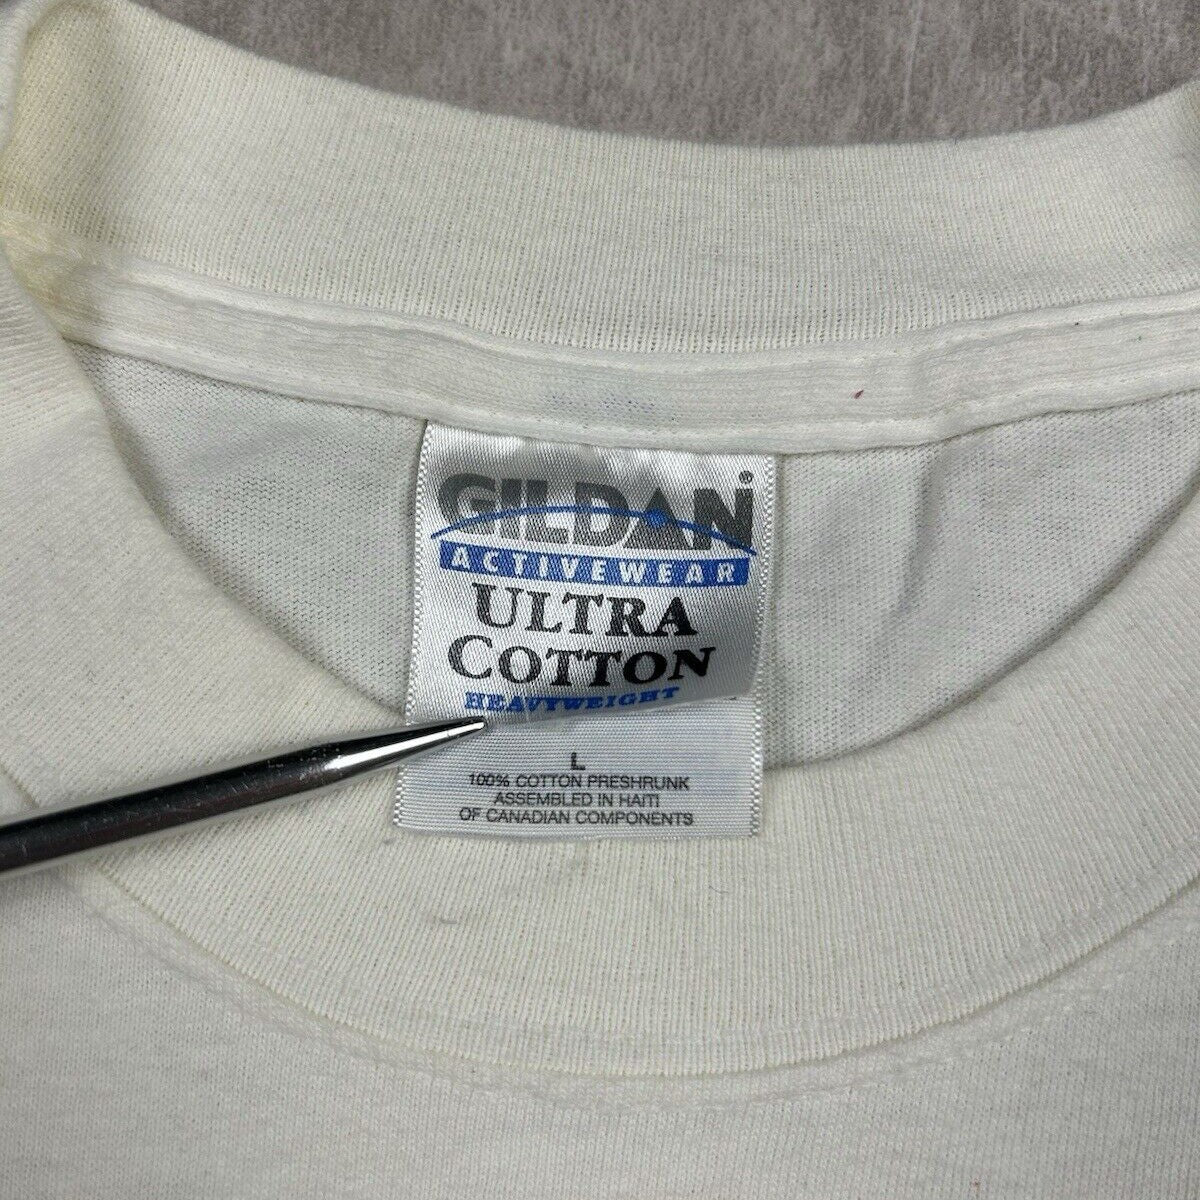 GILDAN®
ACTIVEWEAR
ULTRA
COTTON
HEAVYWEIGHT
L
100% COTTON PRESHRUNK
ASSEMBLED IN HAITI
OF CANADIAN COMPONENTS